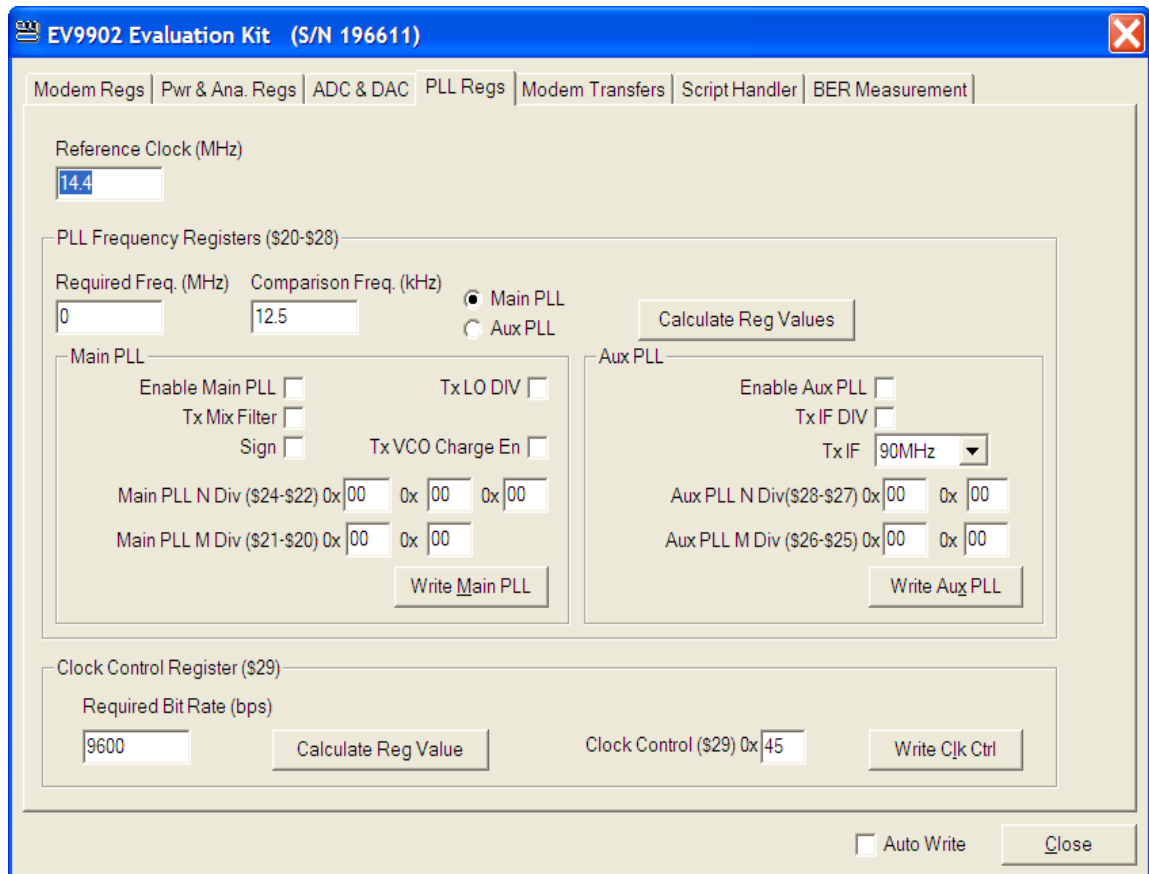 EV9902 Evaluation Kit (S/N 196611)
Modem Regs Pwr & Ana. Regs ADC & DAC PLL Regs Modem Transfers Script Handler BER Measurement
Reference Clock (MHz)
14.4
PLL Frequency Registers ($20-$28)
Required Freq. (MHz) Comparison Freq. (kHz)
0 12.5
Main PLL
Aux PLL
Calculate Reg Values
Main PLL
Enable Main PLL Tx LO DIV
Tx Mix Filter
Sign Tx VCO Charge En
Main PLL N Div ($24-$22) 0x 00 0x 00 0x 00
Main PLL M Div ($21-$20) 0x 00 0x 00
Write Main PLL
Aux PLL
Enable Aux PLL
Tx IF DIV
Tx IF 90MHz
Aux PLL N Div($28-$27) 0x 00 0x 00
Aux PLL M Div ($26-$25) 0x 00 0x 00
Write Aux PLL
Clock Control Register ($29)
Required Bit Rate (bps)
9600 Calculate Reg Value Clock Control ($29) 0x 45 Write Clk Ctrl
Auto Write Close